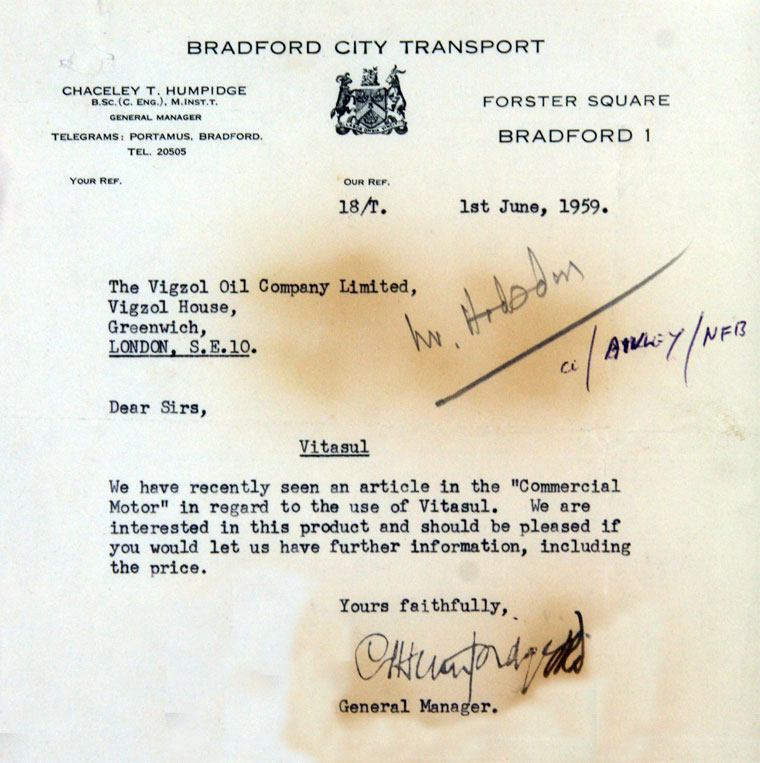 BRADFORD CITY TRANSPORT
CHACELEY T. HUMPIDGE
B.SC. (C. ENG.), M.INST.T.
GENERAL MANAGER
TELEGRAMS: PORTAMUS, BRADFORD.
TEL. 20505
FORSTER SQUARE
BRADFORD 1
YOUR REF.
OUR REF.
18/T.
1st June, 1959.
The Vigzol Oil Company Limited,
Vigzol House,
Greenwich,
LONDON, S.E.10.
Mr. Hodsdon
/NFB
Dear Sirs,
Vitasul
We have recently seen an article in the "Commercial
Motor" in regard to the use of Vitasul. We are
interested in this product and should be pleased if
you would let us have further information, including
the price.
Yours faithfully,
CTHumpidge
General Manager.